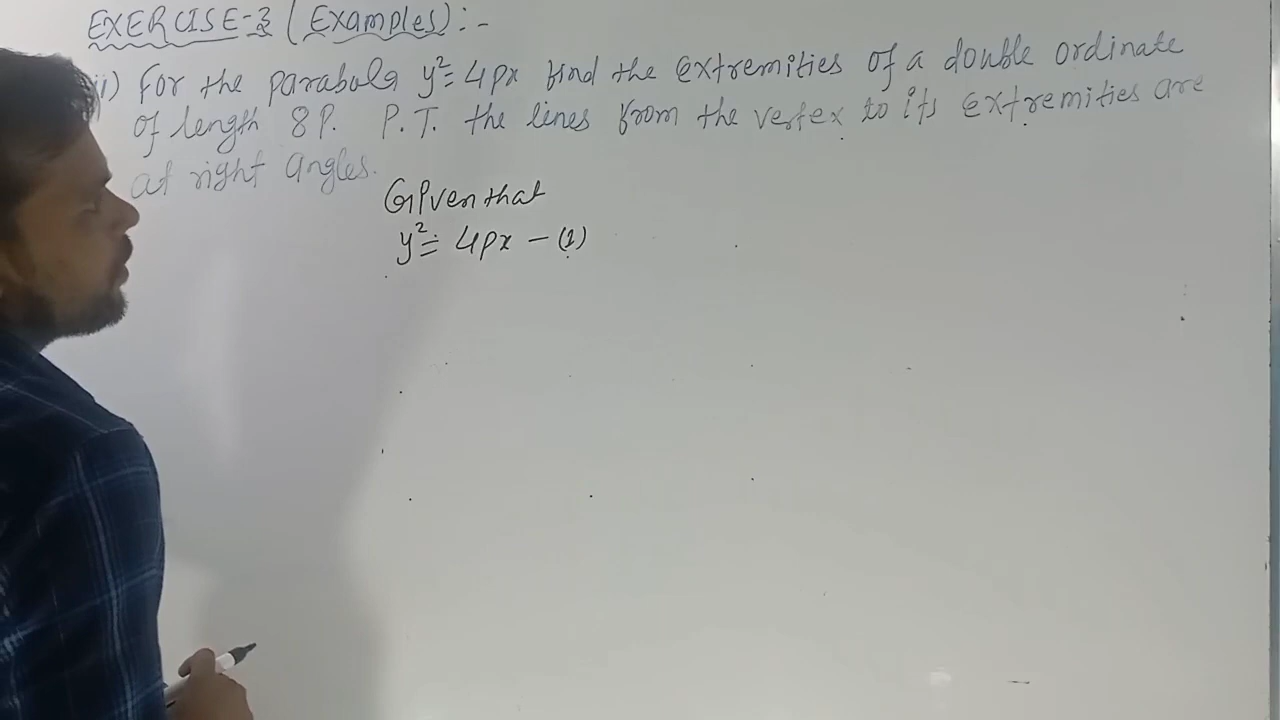 EXERCISE-3 (Examples):-
ii) For the parabola y²=4px find the extremities of a double ordinate
of length 8P. P.T. the lines from the vertex to its extremities are
at right angles.
Given that
y² = 4px - (1)